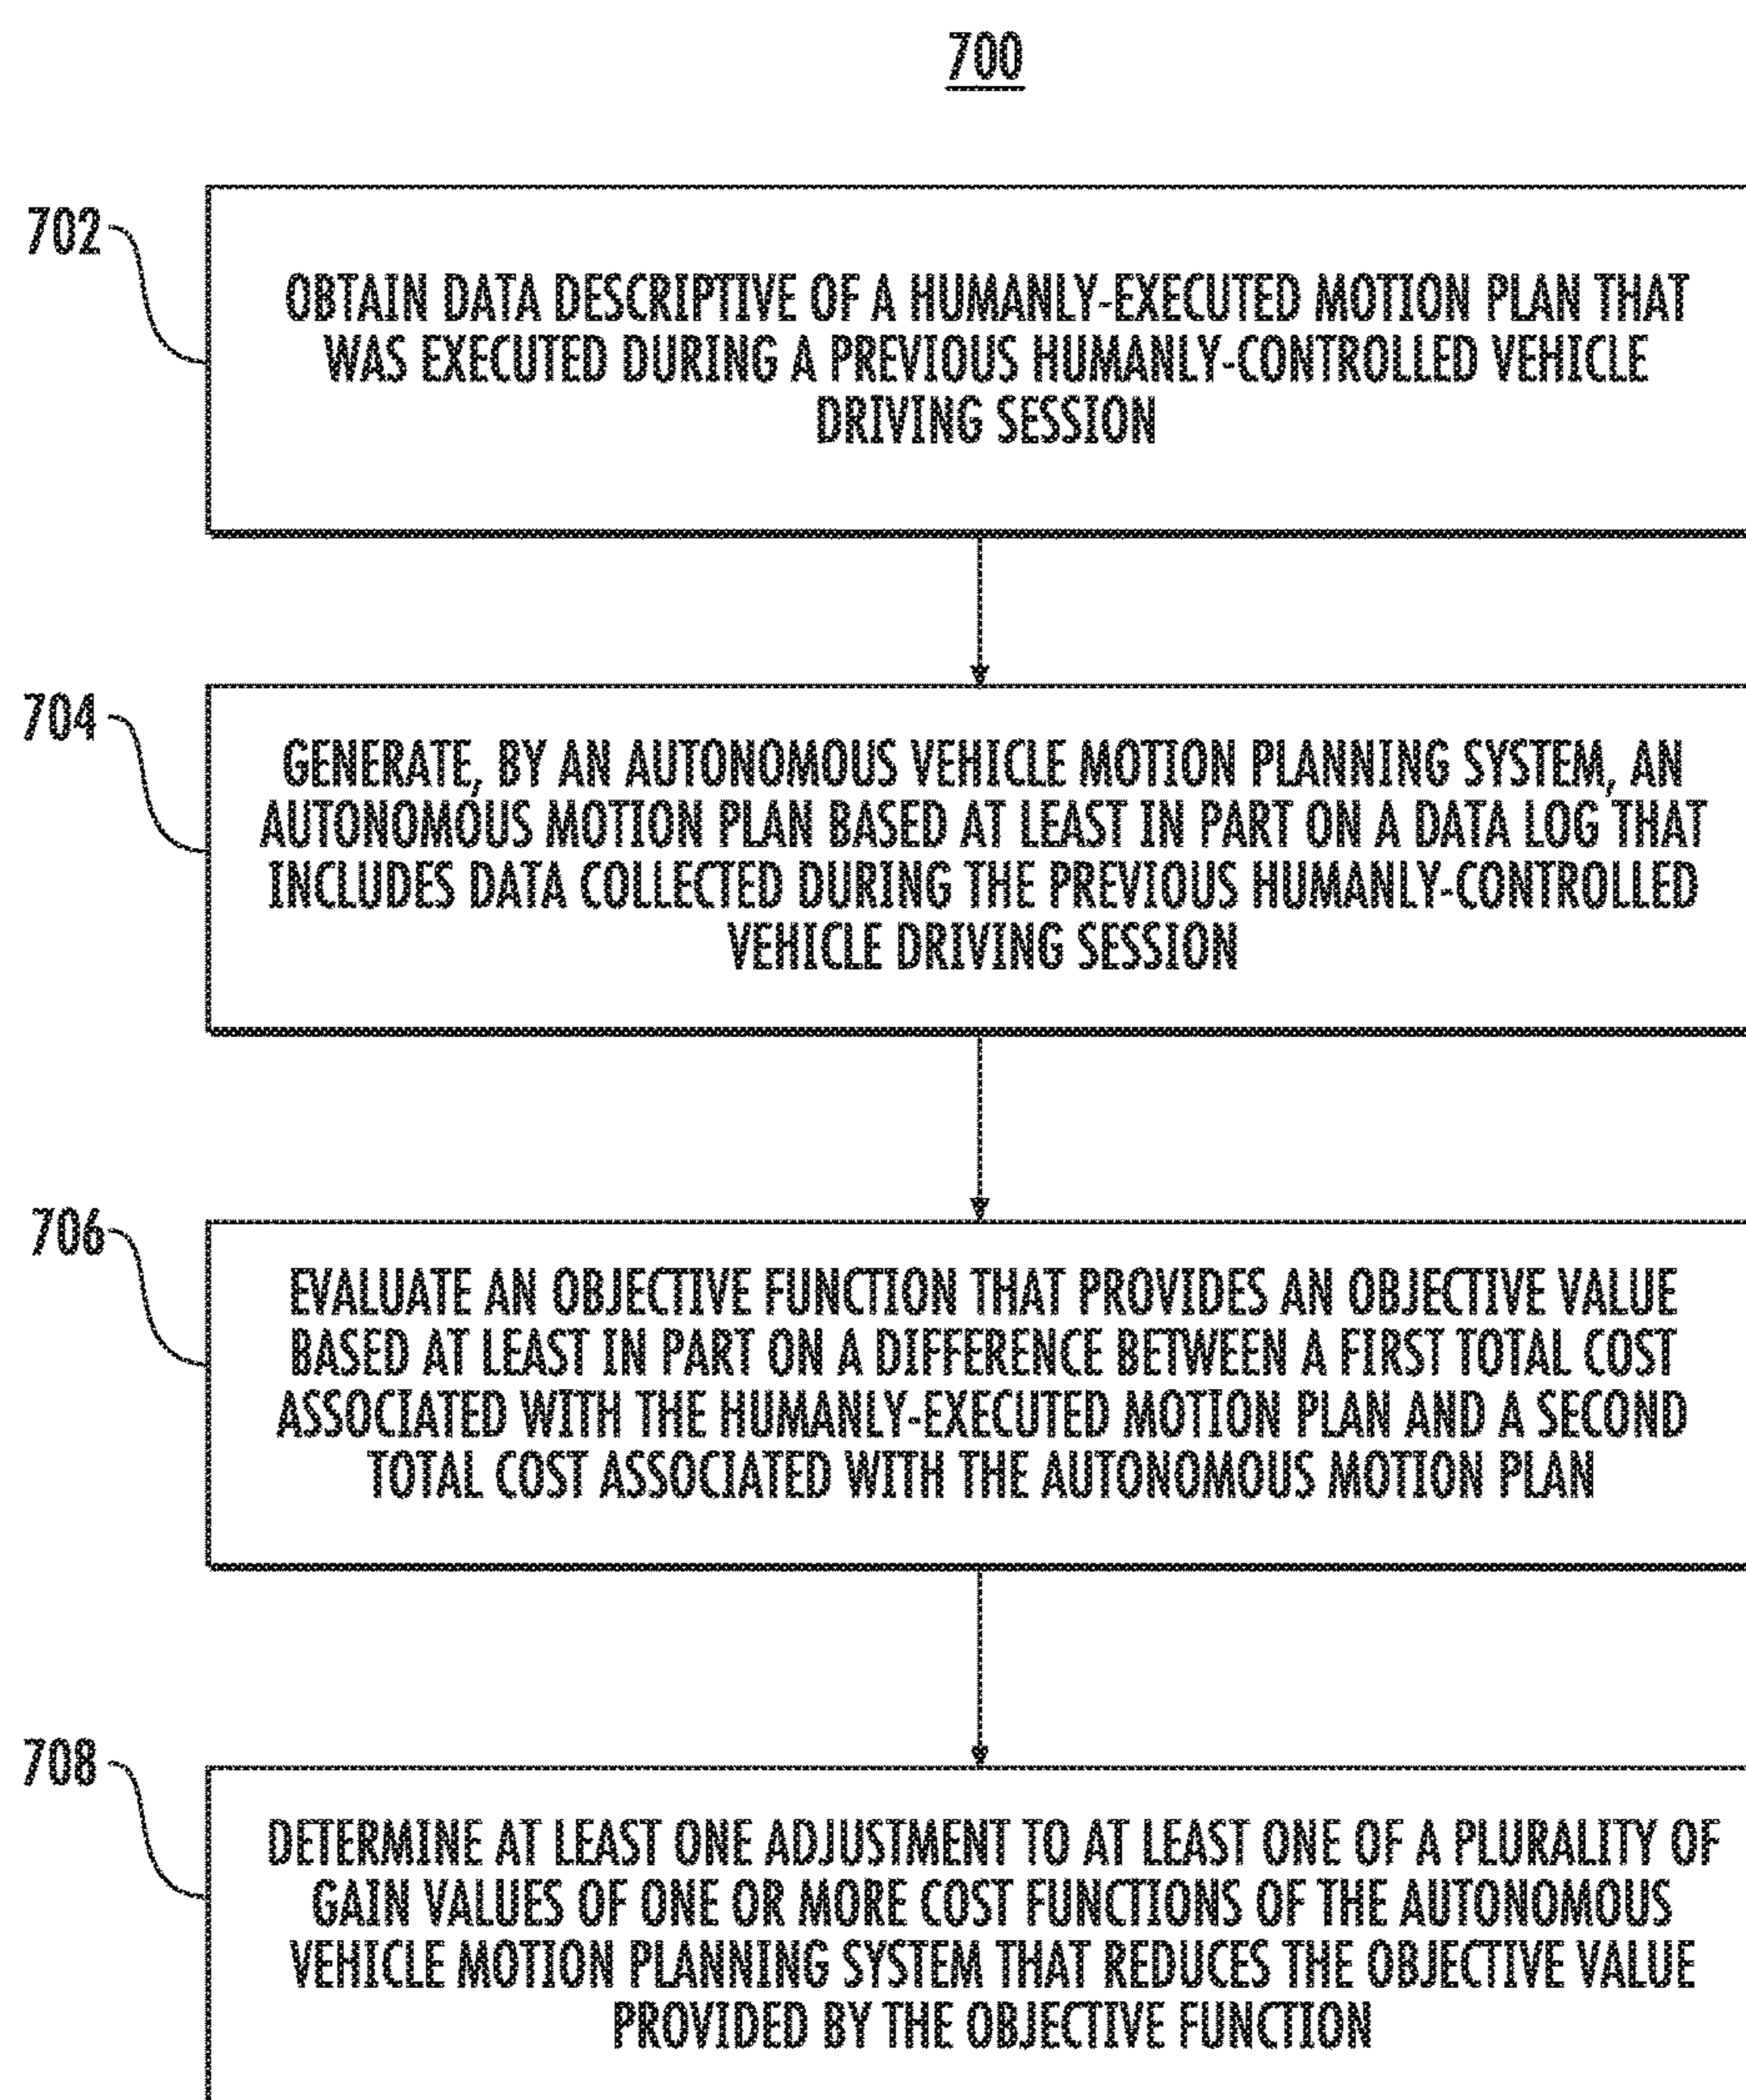 700
702
OBTAIN DATA DESCRIPTIVE OF A HUMANLY-EXECUTED MOTION PLAN THAT
WAS EXECUTED DURING A PREVIOUS HUMANLY-CONTROLLED VEHICLE
DRIVING SESSION
704
GENERATE, BY AN AUTONOMOUS VEHICLE MOTION PLANNING SYSTEM, AN
AUTONOMOUS MOTION PLAN BASED AT LEAST IN PART ON A DATA LOG THAT
INCLUDES DATA COLLECTED DURING THE PREVIOUS HUMANLY-CONTROLLED
VEHICLE DRIVING SESSION
706
EVALUATE AN OBJECTIVE FUNCTION THAT PROVIDES AN OBJECTIVE VALUE
BASED AT LEAST IN PART ON A DIFFERENCE BETWEEN A FIRST TOTAL COST
ASSOCIATED WITH THE HUMANLY-EXECUTED MOTION PLAN AND A SECOND
TOTAL COST ASSOCIATED WITH THE AUTONOMOUS MOTION PLAN
708
DETERMINE AT LEAST ONE ADJUSTMENT TO AT LEAST ONE OF A PLURALITY OF
GAIN VALUES OF ONE OR MORE COST FUNCTIONS OF THE AUTONOMOUS
VEHICLE MOTION PLANNING SYSTEM THAT REDUCES THE OBJECTIVE VALUE
PROVIDED BY THE OBJECTIVE FUNCTION